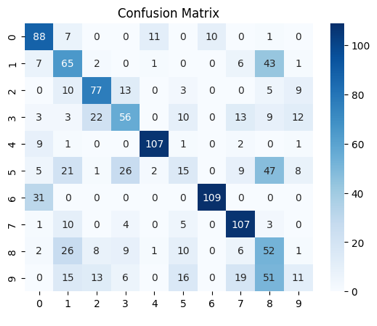 Confusion Matrix
0 88 7 0 0 11 0 10 0 1 0
1 7 65 2 0 1 0 0 6 43 1
2 0 10 77 13 0 3 0 0 5 9
3 3 3 22 56 0 10 0 13 9 12
4 9 1 0 0 107 1 0 2 0 1
5 5 21 1 26 2 15 0 9 47 8
6 31 0 0 0 0 0 109 0 0 0
7 1 10 0 4 0 5 0 107 3 0
8 2 26 8 9 1 10 0 6 52 1
9 0 15 13 6 0 16 0 19 51 11
0 1 2 3 4 5 6 7 8 9
100
80
60
40
20
0